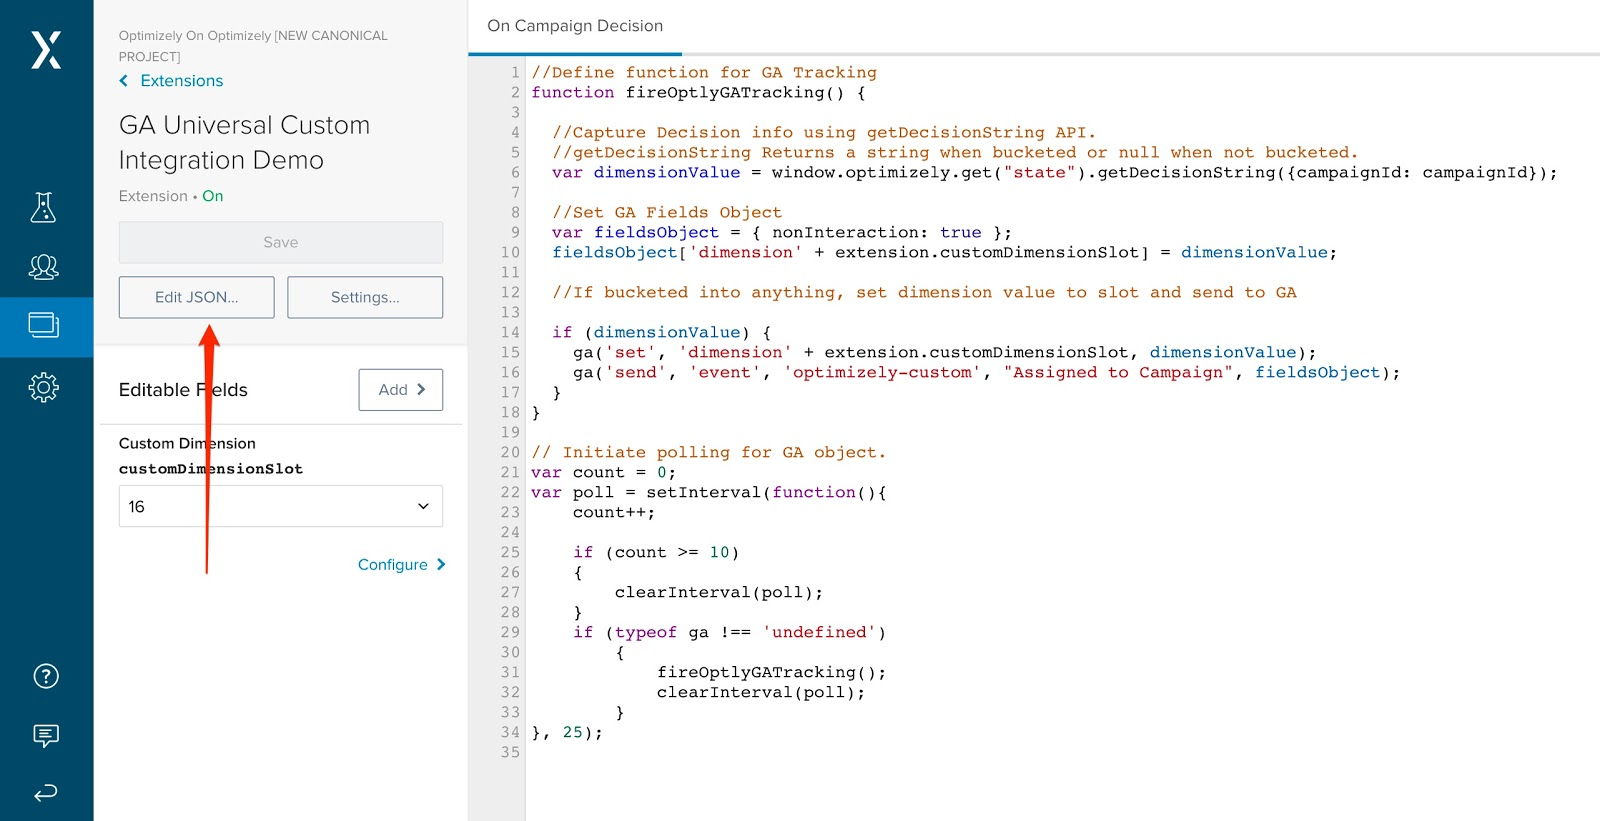 Optimizely On Optimizely [NEW CANONICAL
PROJECT]
Extensions
GA Universal Custom
Integration Demo
Extension • On
Save
Edit JSON...
Settings...
Editable Fields
Add
Custom Dimension
customDimensionSlot
16
Configure
On Campaign Decision
1 //Define function for GA Tracking
2 function fireOptlyGATracking() {
3
4   //Capture Decision info using getDecisionString API.
5   //getDecisionString Returns a string when bucketed or null when not bucketed.
6   var dimensionValue = window.optimizely.get("state").getDecisionString({campaignId: campaignId});
7
8   //Set GA Fields Object
9   var fieldsObject = { nonInteraction: true };
10   fieldsObject['dimension' + extension.customDimensionSlot] = dimensionValue;
11
12   //If bucketed into anything, set dimension value to slot and send to GA
13
14   if (dimensionValue) {
15     ga('set', 'dimension' + extension.customDimensionSlot, dimensionValue);
16     ga('send', 'event', 'optimizely-custom', "Assigned to Campaign", fieldsObject);
17   }
18 }
19
20 // Initiate polling for GA object.
21 var count = 0;
22 var poll = setInterval(function(){
23     count++;
24
25     if (count >= 10)
26     {
27         clearInterval(poll);
28     }
29     if (typeof ga !== 'undefined')
30         {
31             fireOptlyGATracking();
32             clearInterval(poll);
33         }
34 }, 25);
35